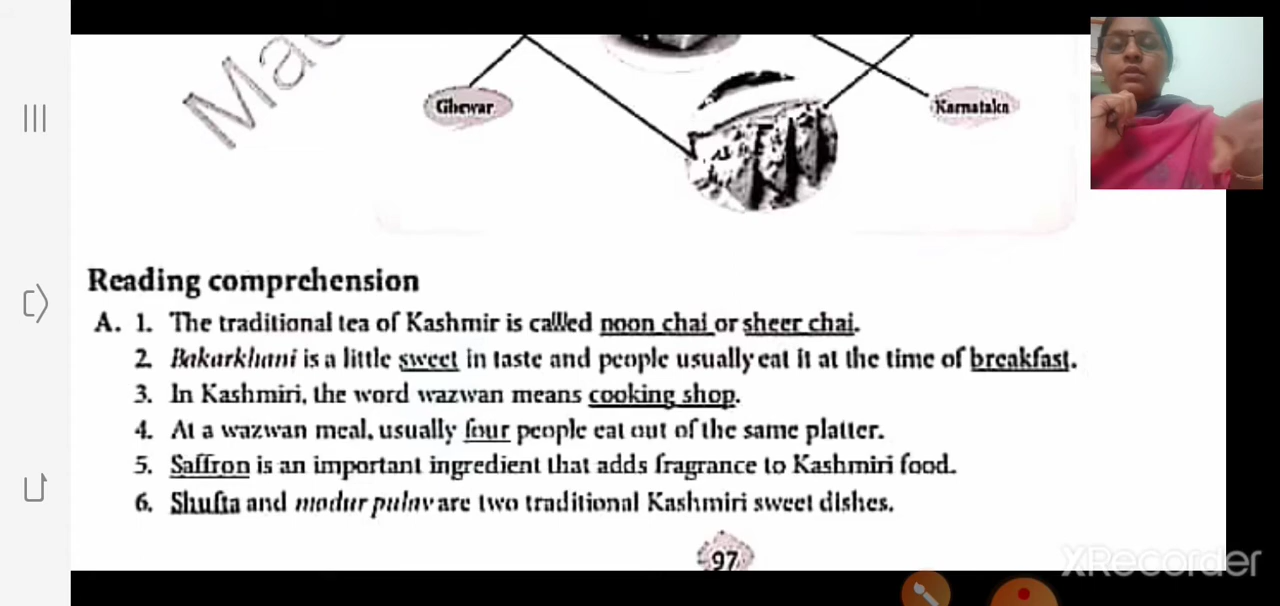 Ghewar
Karnataka
Reading comprehension
A. 1. The traditional tea of Kashmir is called noon chai or sheer chai.
2. Bakarkhani is a little sweet in taste and people usually eat it at the time of breakfast.
3. In Kashmiri, the word wazwan means cooking shop.
4. At a wazwan meal, usually four people eat out of the same platter.
5. Saffron is an important ingredient that adds fragrance to Kashmiri food.
6. Shufta and modur pulav are two traditional Kashmiri sweet dishes.
97
XRecorder